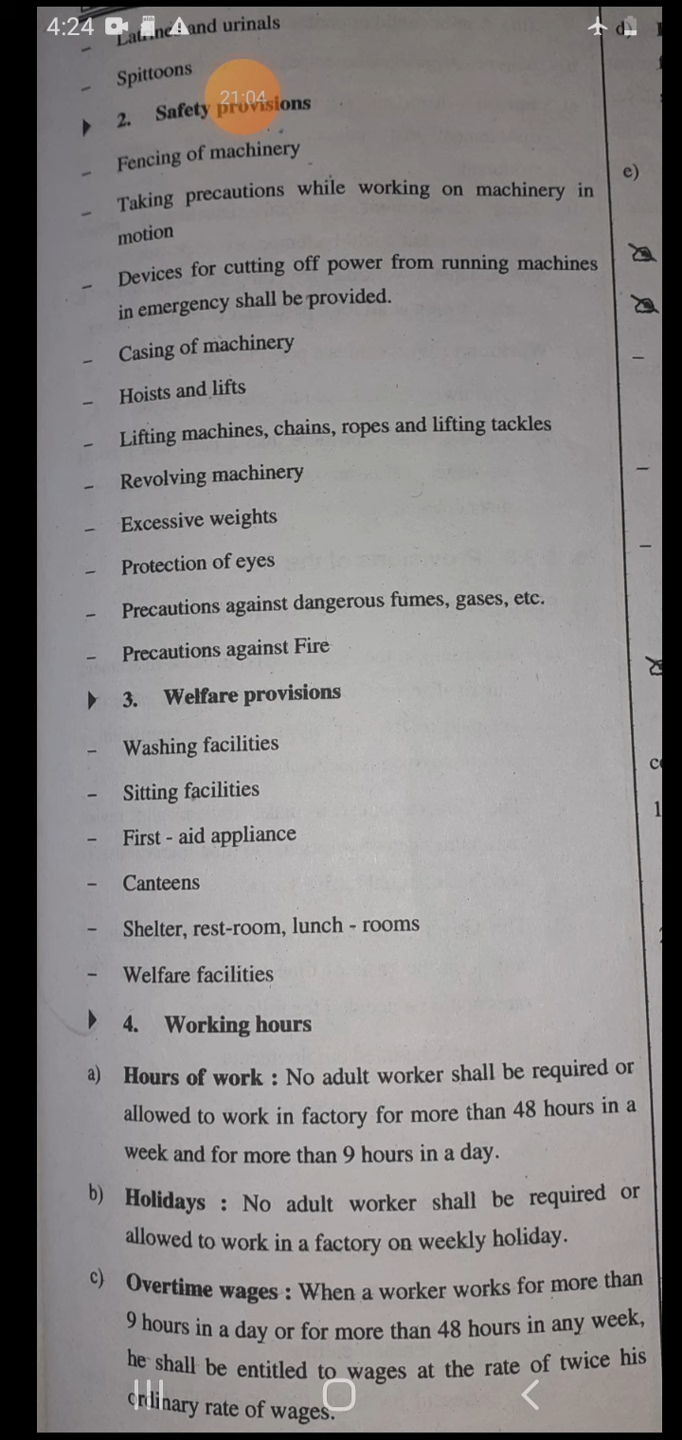 4:24
Latrines and urinals
d)
– Spittoons
21:04
2. Safety provisions
– Fencing of machinery
e)
– Taking precautions while working on machinery in
motion
– Devices for cutting off power from running machines
in emergency shall be provided.
– Casing of machinery
– Hoists and lifts
– Lifting machines, chains, ropes and lifting tackles
– Revolving machinery
– Excessive weights
– Protection of eyes
– Precautions against dangerous fumes, gases, etc.
– Precautions against Fire
3. Welfare provisions
– Washing facilities
– Sitting facilities
– First - aid appliance
– Canteens
– Shelter, rest-room, lunch - rooms
– Welfare facilities
4. Working hours
a) Hours of work : No adult worker shall be required or
allowed to work in factory for more than 48 hours in a
week and for more than 9 hours in a day.
b) Holidays : No adult worker shall be required or
allowed to work in a factory on weekly holiday.
c) Overtime wages : When a worker works for more than
9 hours in a day or for more than 48 hours in any week,
he shall be entitled to wages at the rate of twice his
ordinary rate of wages.